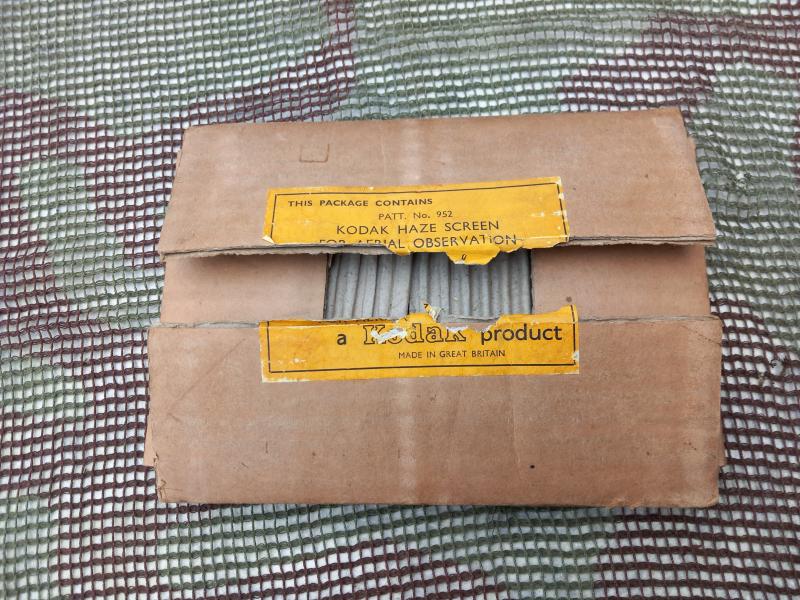 THIS PACKAGE CONTAINS
PATT. No. 952
KODAK HAZE SCREEN
FOR AERIAL OBSERVATION
a Kodak product
MADE IN GREAT BRITAIN